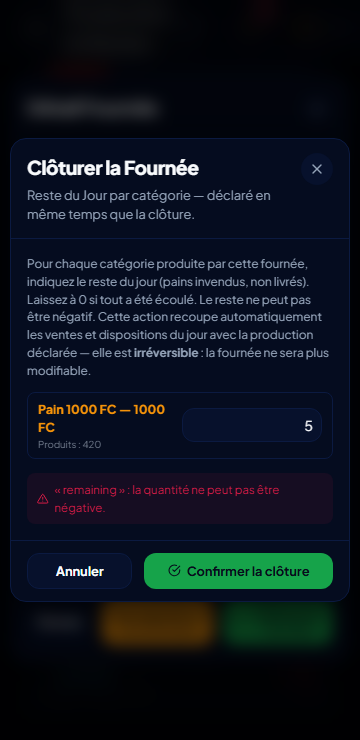 Clôturer la Fournée
Reste du Jour par catégorie — déclaré en
même temps que la clôture.
Pour chaque catégorie produite par cette fournée,
indiquez le reste du jour (pains invendus, non livrés).
Laissez à 0 si tout a été écoulé. Le reste ne peut pas
être négatif. Cette action recoupe automatiquement
les ventes et dispositions du jour avec la production
déclarée — elle est irréversible : la fournée ne sera plus
modifiable.
Pain 1000 FC — 1000
FC
Produits : 420
5
« remaining » : la quantité ne peut pas être
négative.
Annuler
Confirmer la clôture